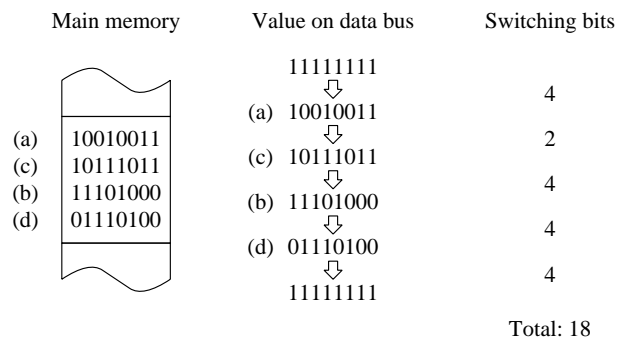 Main memory Value on data bus Switching bits
11111111
4
(a) 10010011 (a) 10010011
2
(c) 10111011 (c) 10111011
4
(b) 11101000 (b) 11101000
4
(d) 01110100 (d) 01110100
4
11111111
Total: 18